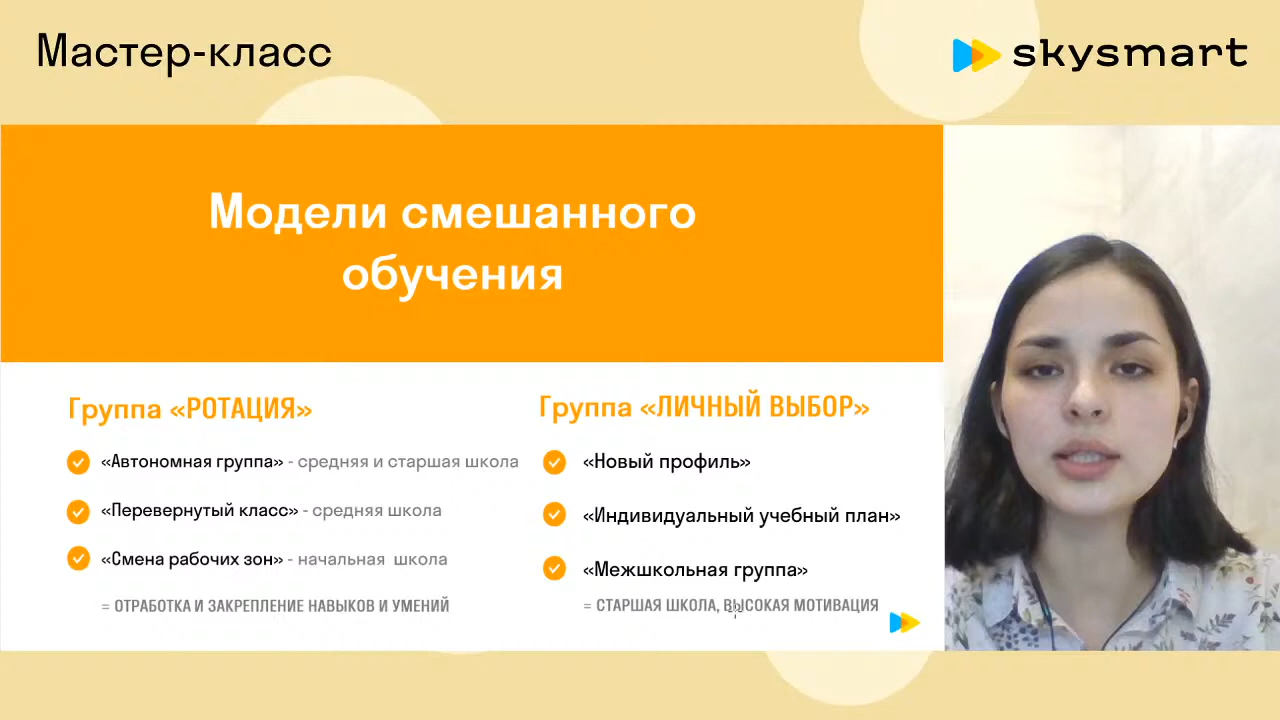 Мастер-класс
skysmart
Модели смешанного
обучения
Группа «РОТАЦИЯ»
«Автономная группа» - средняя и старшая школа
«Перевернутый класс» - средняя школа
«Смена рабочих зон» - начальная школа
= ОТРАБОТКА И ЗАКРЕПЛЕНИЕ НАВЫКОВ И УМЕНИЙ
Группа «ЛИЧНЫЙ ВЫБОР»
«Новый профиль»
«Индивидуальный учебный план»
«Межшкольная группа»
= СТАРШАЯ ШКОЛА, ВЫСОКАЯ МОТИВАЦИЯ